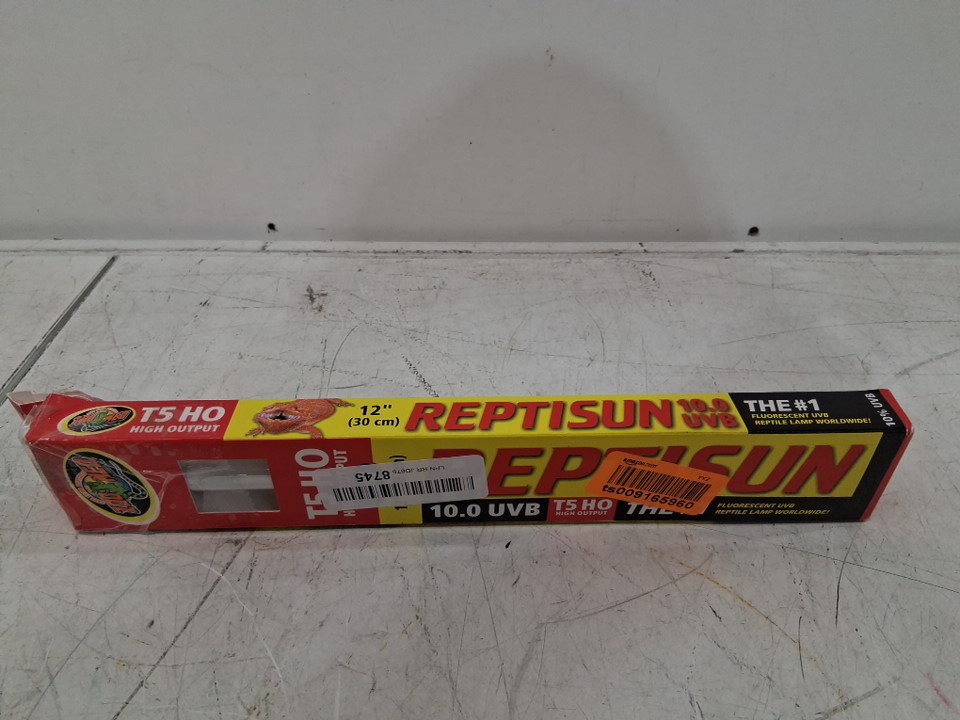 T5 HO
HIGH OUTPUT
12"
(30 cm)
REPTISUN
10.0
UVB
THE #1
FLUORESCENT UVB
REPTILE LAMP WORLDWIDE!
10% UVB
T5 HO
8745
REPTISUN
ts009165960
10.0 UVB
T5 HO
HIGH OUTPUT
THE
FLUORESCENT UVB
REPTILE LAMP WORLDWIDE!